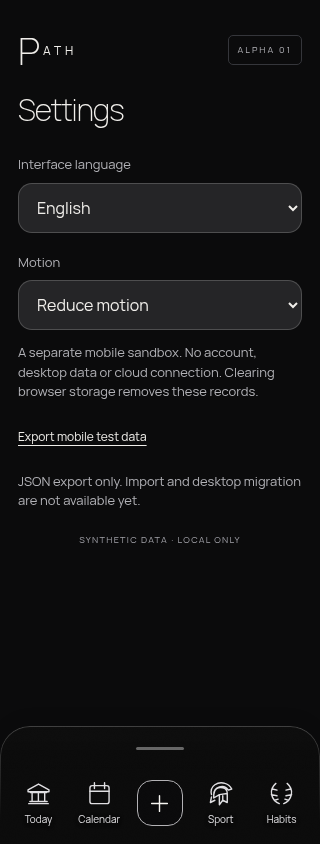 PATH
ALPHA 01
Settings
Interface language
English
Motion
Reduce motion
A separate mobile sandbox. No account,
desktop data or cloud connection. Clearing
browser storage removes these records.
Export mobile test data
JSON export only. Import and desktop migration
are not available yet.
SYNTHETIC DATA · LOCAL ONLY
Today
Calendar
Sport
Habits